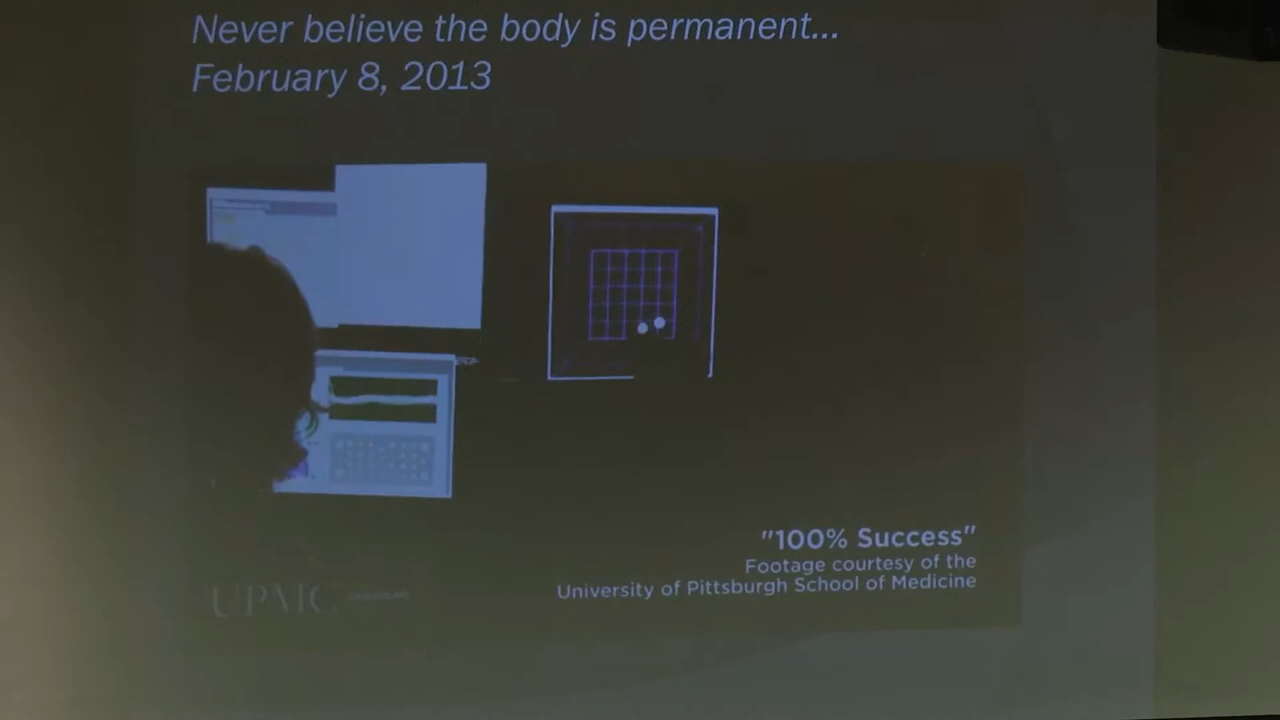 Never believe the body is permanent...
February 8, 2013
"100% Success"
Footage courtesy of the
University of Pittsburgh School of Medicine
UPMC